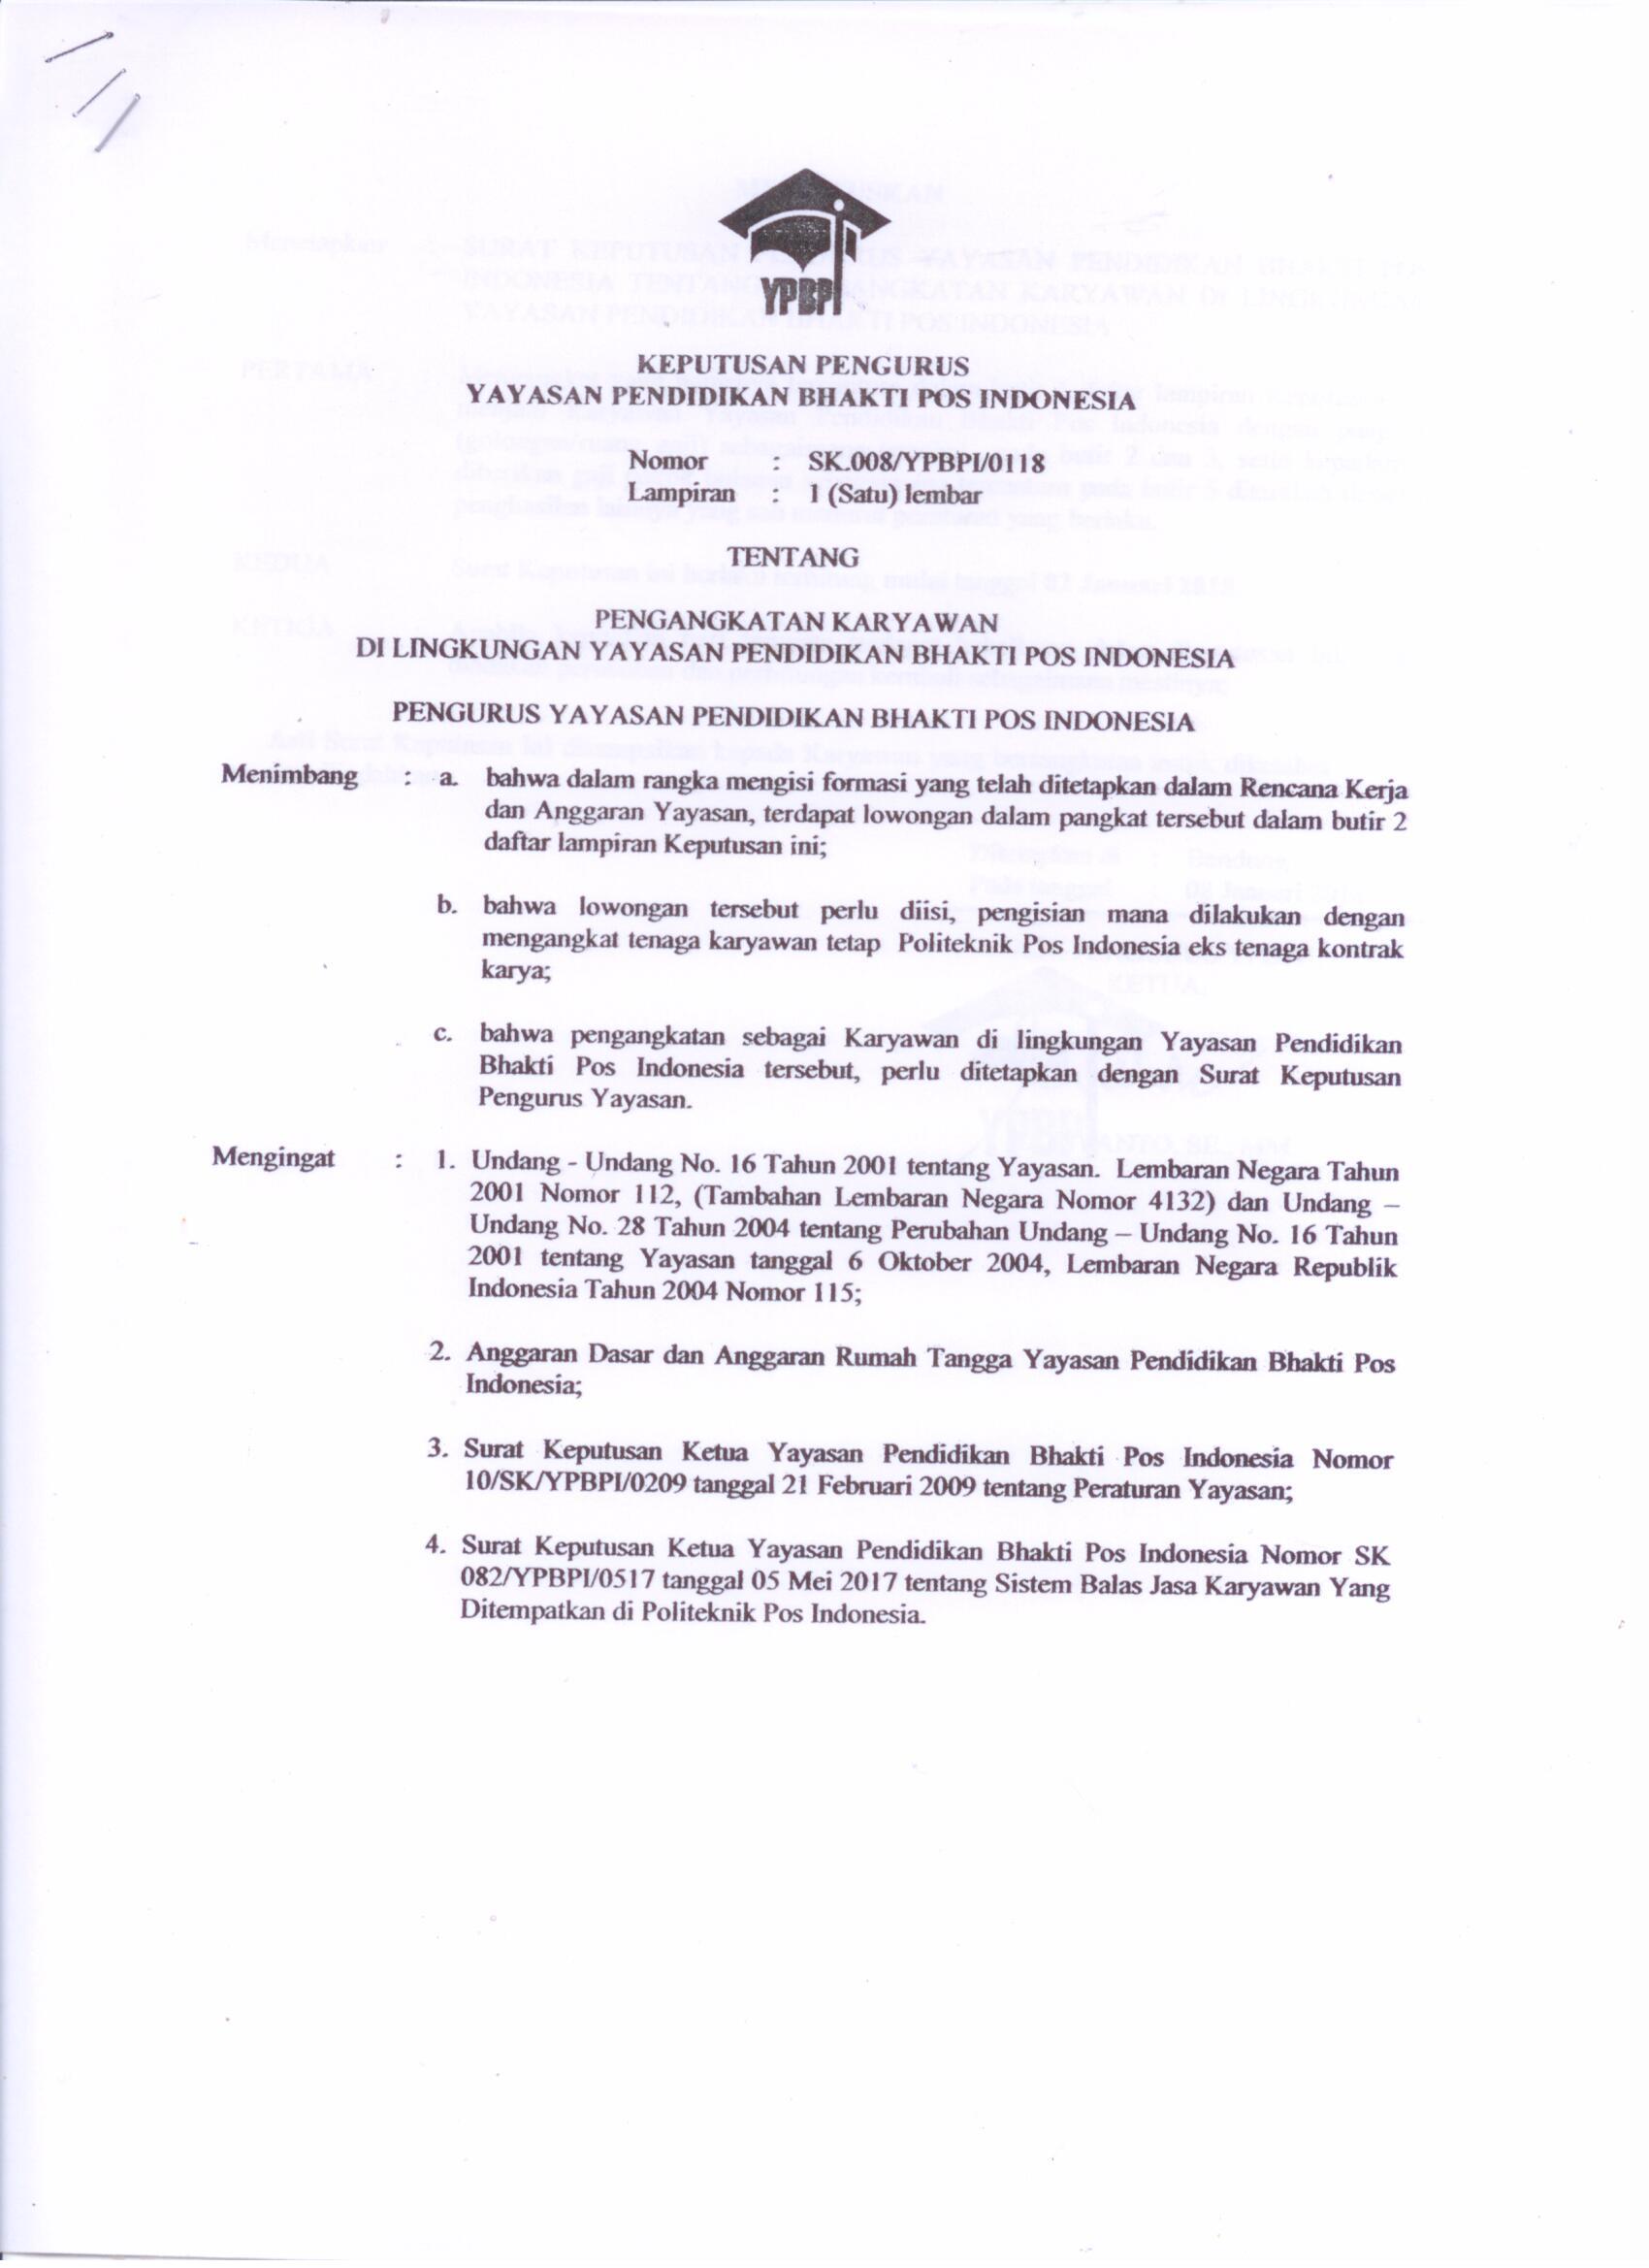 YPBPI
KEPUTUSAN PENGURUS
YAYASAN PENDIDIKAN BHAKTI POS INDONESIA
Nomor : SK.008/YPBPI/0118
Lampiran : 1 (Satu) lembar
TENTANG
PENGANGKATAN KARYAWAN
DI LINGKUNGAN YAYASAN PENDIDIKAN BHAKTI POS INDONESIA
PENGURUS YAYASAN PENDIDIKAN BHAKTI POS INDONESIA
Menimbang : a. bahwa dalam rangka mengisi formasi yang telah ditetapkan dalam Rencana Kerja
dan Anggaran Yayasan, terdapat lowongan dalam pangkat tersebut dalam butir 2
daftar lampiran Keputusan ini;
b. bahwa lowongan tersebut perlu diisi, pengisian mana dilakukan dengan
mengangkat tenaga karyawan tetap Politeknik Pos Indonesia eks tenaga kontrak
karya;
c. bahwa pengangkatan sebagai Karyawan di lingkungan Yayasan Pendidikan
Bhakti Pos Indonesia tersebut, perlu ditetapkan dengan Surat Keputusan
Pengurus Yayasan.
Mengingat : 1. Undang - Undang No. 16 Tahun 2001 tentang Yayasan. Lembaran Negara Tahun
2001 Nomor 112, (Tambahan Lembaran Negara Nomor 4132) dan Undang –
Undang No. 28 Tahun 2004 tentang Perubahan Undang – Undang No. 16 Tahun
2001 tentang Yayasan tanggal 6 Oktober 2004, Lembaran Negara Republik
Indonesia Tahun 2004 Nomor 115;
2. Anggaran Dasar dan Anggaran Rumah Tangga Yayasan Pendidikan Bhakti Pos
Indonesia;
3. Surat Keputusan Ketua Yayasan Pendidikan Bhakti Pos Indonesia Nomor
10/SK/YPBPI/0209 tanggal 21 Februari 2009 tentang Peraturan Yayasan;
4. Surat Keputusan Ketua Yayasan Pendidikan Bhakti Pos Indonesia Nomor SK
082/YPBPI/0517 tanggal 05 Mei 2017 tentang Sistem Balas Jasa Karyawan Yang
Ditempatkan di Politeknik Pos Indonesia.